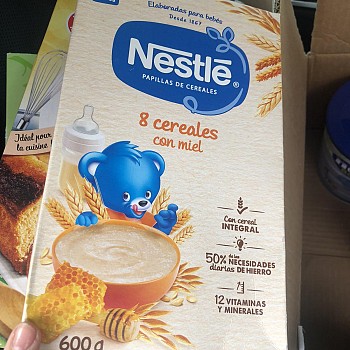 Elaboradas para bebés
Desde 1867
Nestlé®
PAPILLAS DE CEREALES
8 cereales
con miel
Con cereal
INTEGRAL
50% de las NECESIDADES
diarias DE HIERRO
12 VITAMINAS
Y MINERALES
600g
Idéal pour
la cuisine